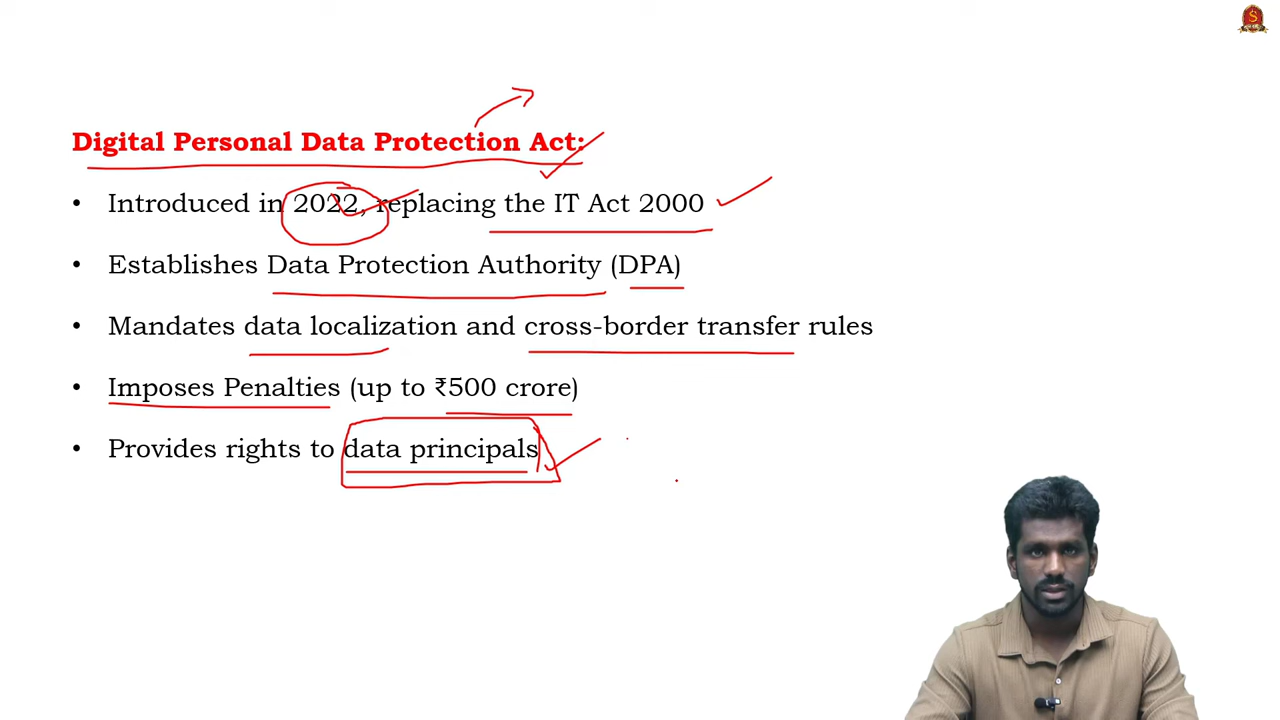 Digital Personal Data Protection Act:
• Introduced in 2022, replacing the IT Act 2000
• Establishes Data Protection Authority (DPA)
• Mandates data localization and cross-border transfer rules
• Imposes Penalties (up to ₹500 crore)
• Provides rights to data principals
S